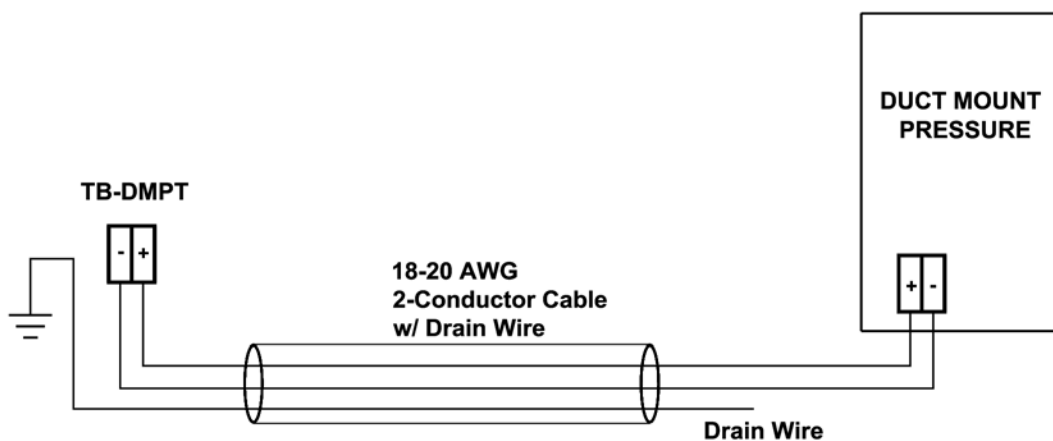 DUCT MOUNT
PRESSURE
TB-DMPT
- +
18-20 AWG
2-Conductor Cable
w/ Drain Wire
+ -
Drain Wire